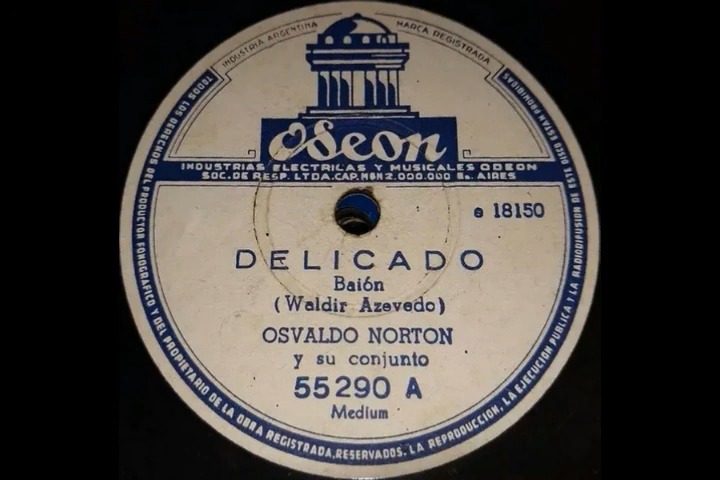 INDUSTRIA ARGENTINA
MARCA REGISTRADA
Odeon
INDUSTRIAS ELECTRICAS Y MUSICALES ODEON
SOC. DE RESP. LTDA. CAP. M$N 2.000.000 Bs. AIRES
e 18150
DELICADO
Baión
(Waldir Azevedo)
OSVALDO NORTON
y su conjunto
55290 A
Medium
TODOS LOS DERECHOS DEL PRODUCTOR FONOGRAFICO Y DEL PROPIETARIO DE LA OBRA REGISTRADA, RESERVADOS. LA REPRODUCCION, LA EJECUCION PUBLICA Y LA RADIODIFUSION DE ESTE DISCO ESTAN PROHIBIDAS